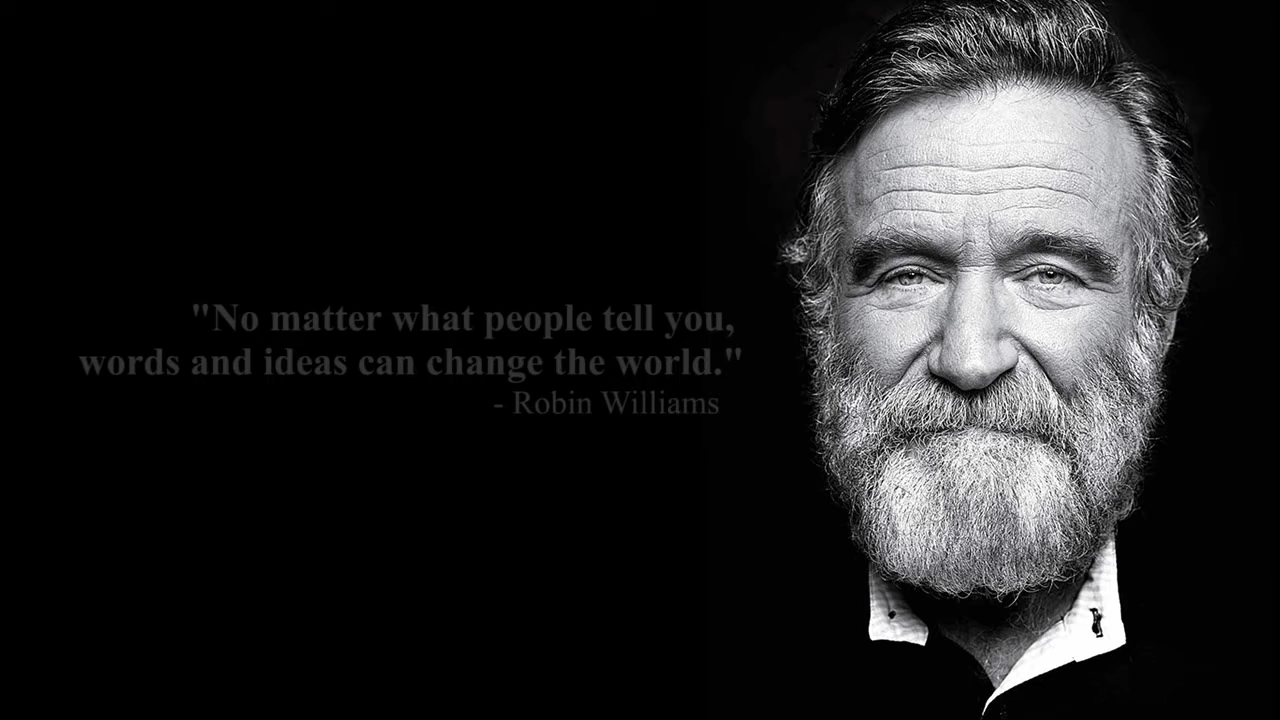 "No matter what people tell you,
words and ideas can change the world."
- Robin Williams